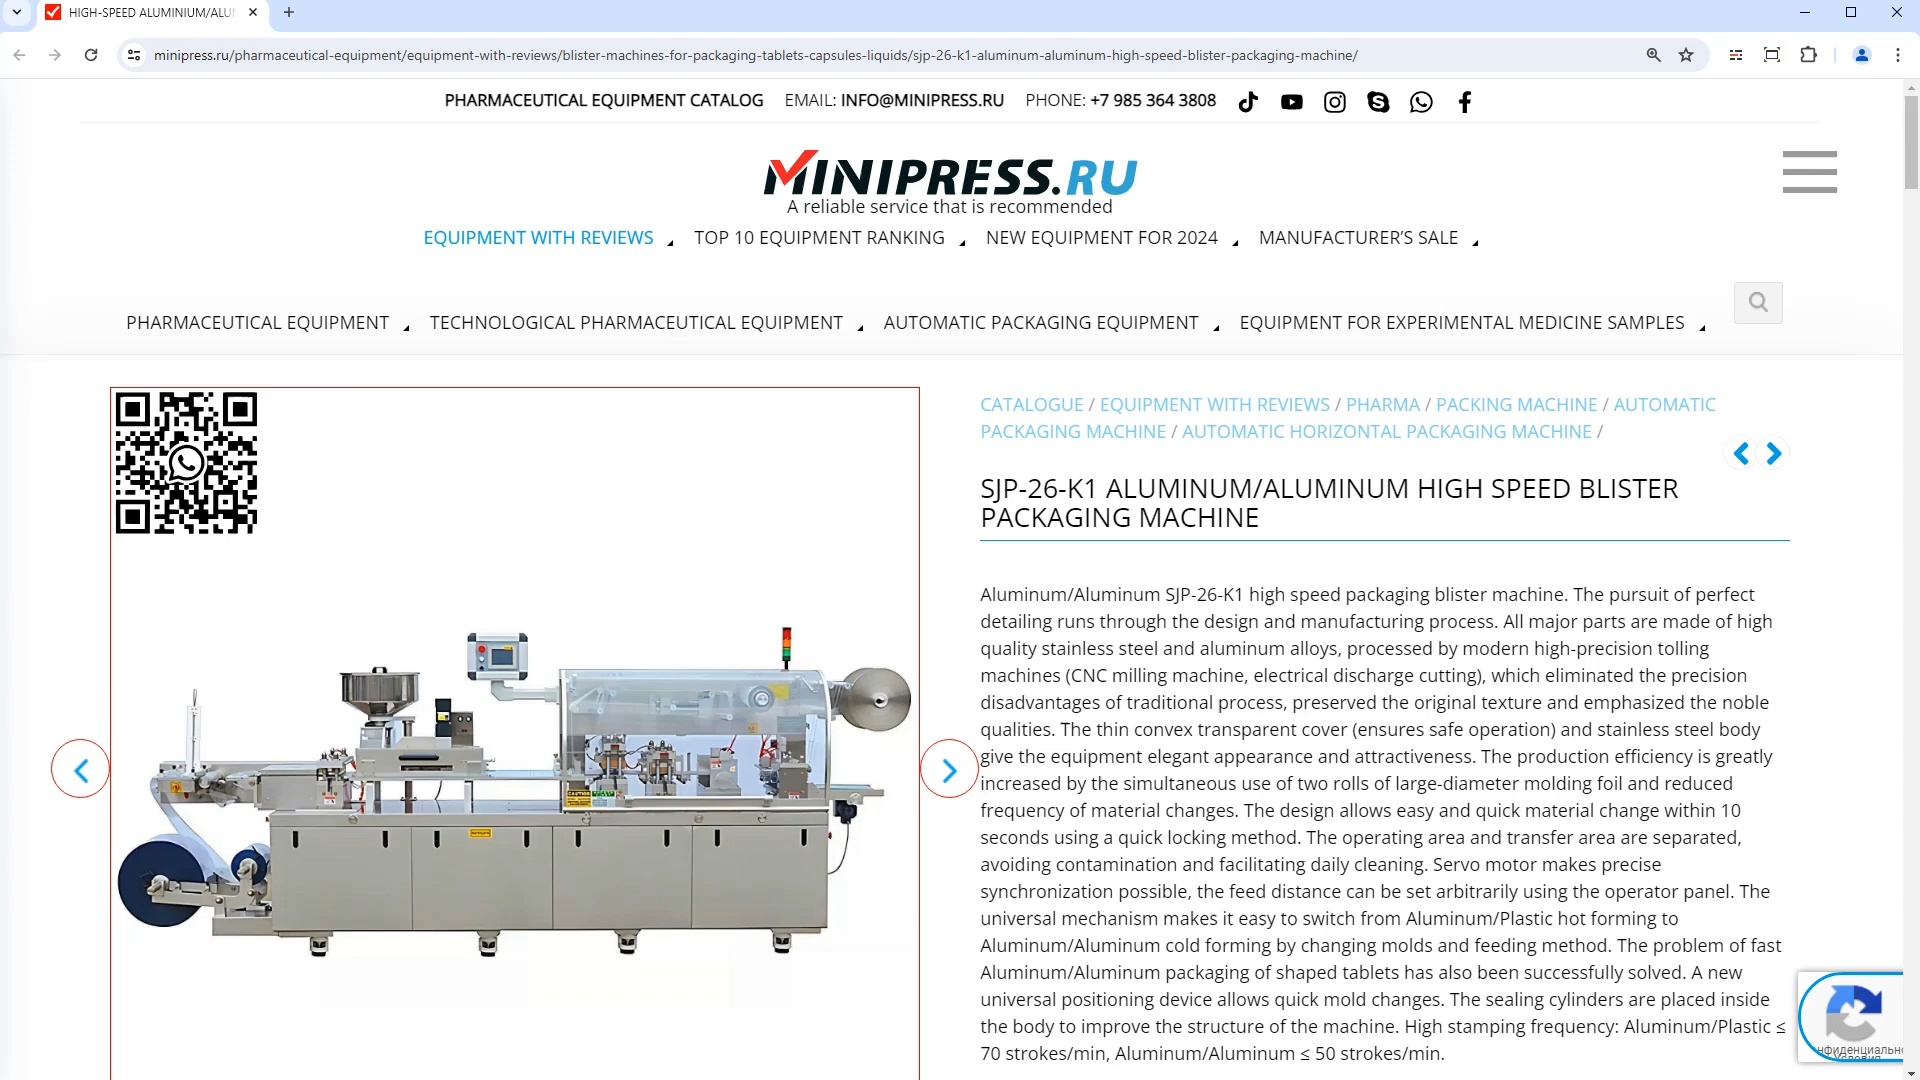 HIGH-SPEED ALUMINIUM/ALU
minipress.ru/pharmaceutical-equipment/equipment-with-reviews/blister-machines-for-packaging-tablets-capsules-liquids/sjp-26-k1-aluminum-aluminum-high-speed-blister-packaging-machine/
PHARMACEUTICAL EQUIPMENT CATALOG EMAIL: INFO@MINIPRESS.RU PHONE: +7 985 364 3808
MINIPRESS.RU
A reliable service that is recommended
EQUIPMENT WITH REVIEWS TOP 10 EQUIPMENT RANKING NEW EQUIPMENT FOR 2024 MANUFACTURER’S SALE
PHARMACEUTICAL EQUIPMENT TECHNOLOGICAL PHARMACEUTICAL EQUIPMENT AUTOMATIC PACKAGING EQUIPMENT EQUIPMENT FOR EXPERIMENTAL MEDICINE SAMPLES
CATALOGUE / EQUIPMENT WITH REVIEWS / PHARMA / PACKING MACHINE / AUTOMATIC
PACKAGING MACHINE / AUTOMATIC HORIZONTAL PACKAGING MACHINE /
SJP-26-K1 ALUMINUM/ALUMINUM HIGH SPEED BLISTER
PACKAGING MACHINE
Aluminum/Aluminum SJP-26-K1 high speed packaging blister machine. The pursuit of perfect
detailing runs through the design and manufacturing process. All major parts are made of high
quality stainless steel and aluminum alloys, processed by modern high-precision tolling
machines (CNC milling machine, electrical discharge cutting), which eliminated the precision
disadvantages of traditional process, preserved the original texture and emphasized the noble
qualities. The thin convex transparent cover (ensures safe operation) and stainless steel body
give the equipment elegant appearance and attractiveness. The production efficiency is greatly
increased by the simultaneous use of two rolls of large-diameter molding foil and reduced
frequency of material changes. The design allows easy and quick material change within 10
seconds using a quick locking method. The operating area and transfer area are separated,
avoiding contamination and facilitating daily cleaning. Servo motor makes precise
synchronization possible, the feed distance can be set arbitrarily using the operator panel. The
universal mechanism makes it easy to switch from Aluminum/Plastic hot forming to
Aluminum/Aluminum cold forming by changing molds and feeding method. The problem of fast
Aluminum/Aluminum packaging of shaped tablets has also been successfully solved. A new
universal positioning device allows quick mold changes. The sealing cylinders are placed inside
the body to improve the structure of the machine. High stamping frequency: Aluminum/Plastic ≤
70 strokes/min, Aluminum/Aluminum ≤ 50 strokes/min.